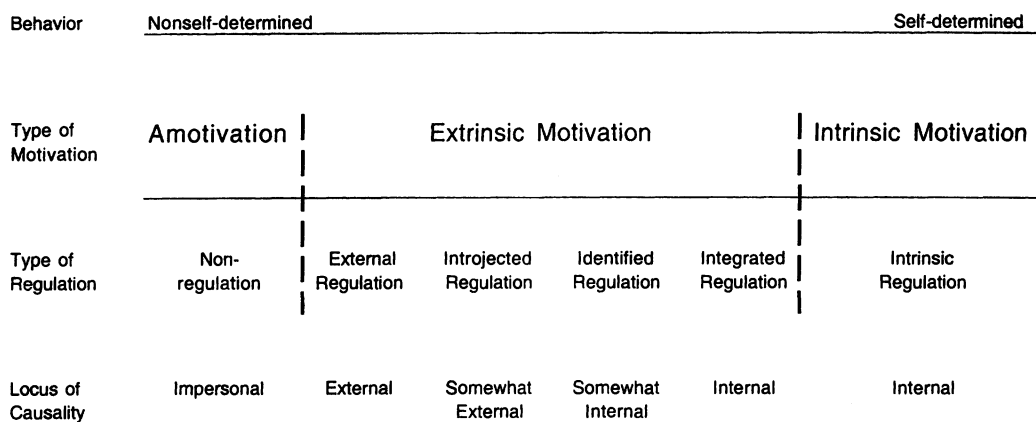 Behavior Nonself-determined Self-determined
Type of Motivation Amotivation Extrinsic Motivation Intrinsic Motivation
Type of Regulation Non-regulation External Regulation Introjected Regulation Identified Regulation Integrated Regulation Intrinsic Regulation
Locus of Causality Impersonal External Somewhat External Somewhat Internal Internal Internal